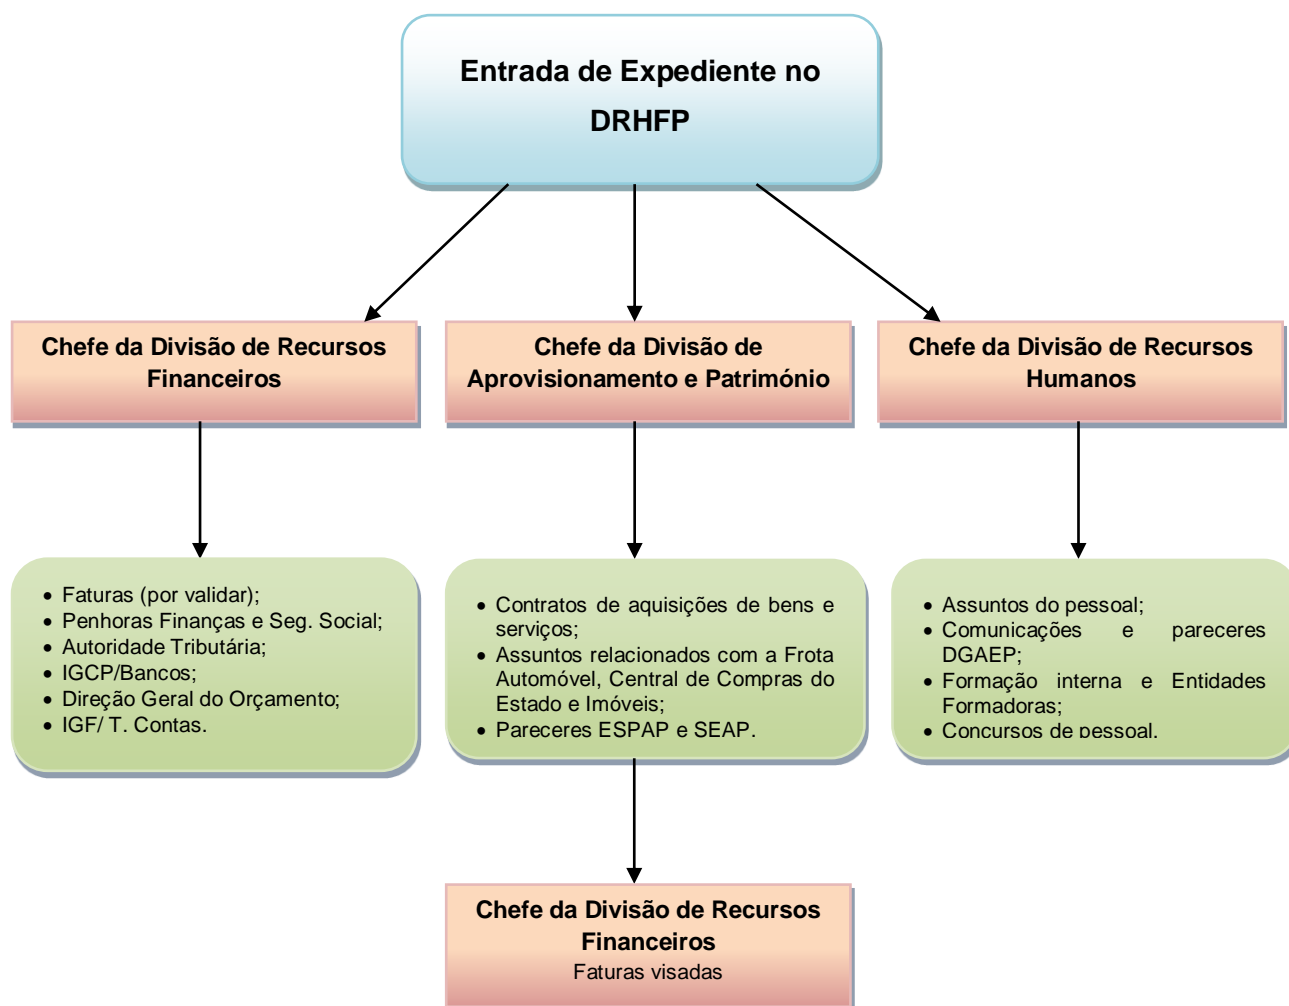 Entrada de Expediente no
DRHFP
Chefe da Divisão de Recursos
Financeiros
Chefe da Divisão de
Aprovisionamento e Património
Chefe da Divisão de Recursos
Humanos
• Faturas (por validar);
• Penhoras Finanças e Seg. Social;
• Autoridade Tributária;
• IGCP/Bancos;
• Direção Geral do Orçamento;
• IGF/ T. Contas.
• Contratos de aquisições de bens e
serviços;
• Assuntos relacionados com a Frota
Automóvel, Central de Compras do
Estado e Imóveis;
• Pareceres ESPAP e SEAP.
• Assuntos do pessoal;
• Comunicações e pareceres
DGAEP;
• Formação interna e Entidades
Formadoras;
• Concursos de pessoal.
Chefe da Divisão de Recursos
Financeiros
Faturas visadas